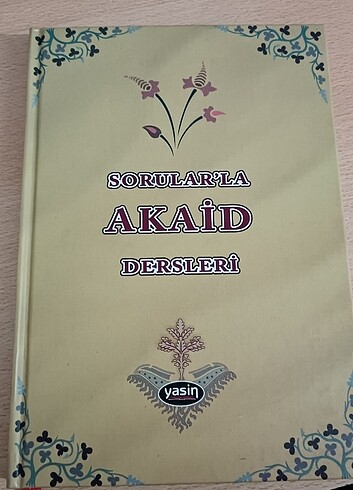 SORULAR'LA
AKAİD
DERSLERİ
yasin